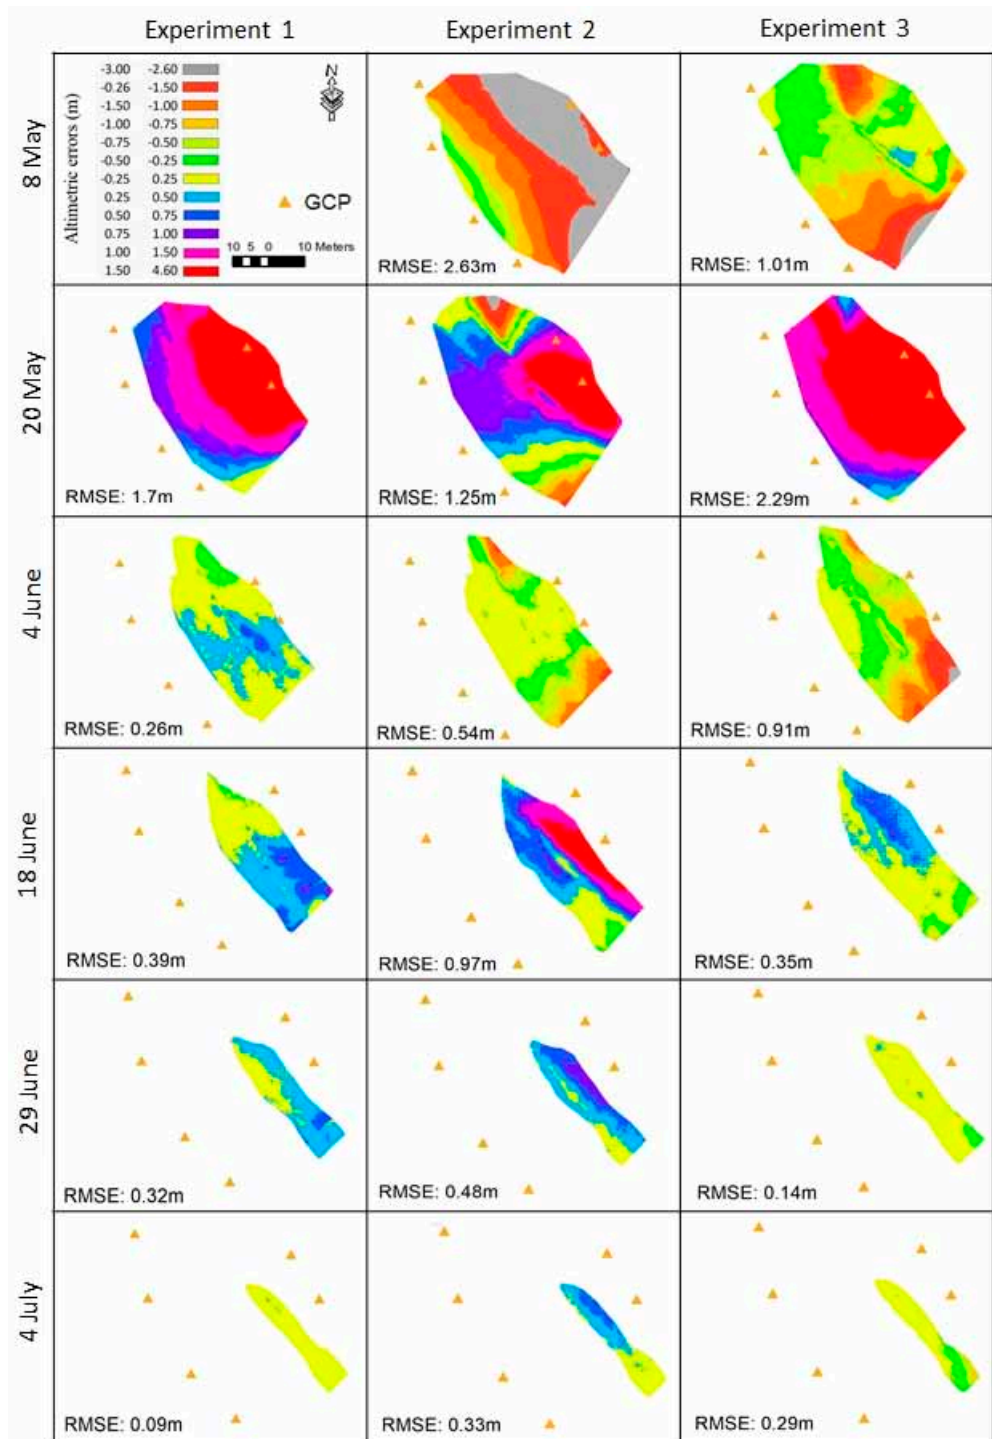 Experiment 1 Experiment 2 Experiment 3
8 May
Altimetric errors (m)
-3.00 -2.60
-0.26 -1.50
-1.50 -1.00
-1.00 -0.75
-0.75 -0.50
-0.50 -0.25
-0.25 0.25
0.25 0.50
0.50 0.75
0.75 1.00
1.00 1.50
1.50 4.60
N
GCP
10 5 0 10 Meters
RMSE: 2.63m
RMSE: 1.01m
20 May
RMSE: 1.7m
RMSE: 1.25m
RMSE: 2.29m
4 June
RMSE: 0.26m
RMSE: 0.54m
RMSE: 0.91m
18 June
RMSE: 0.39m
RMSE: 0.97m
RMSE: 0.35m
29 June
RMSE: 0.32m
RMSE: 0.48m
RMSE: 0.14m
4 July
RMSE: 0.09m
RMSE: 0.33m
RMSE: 0.29m